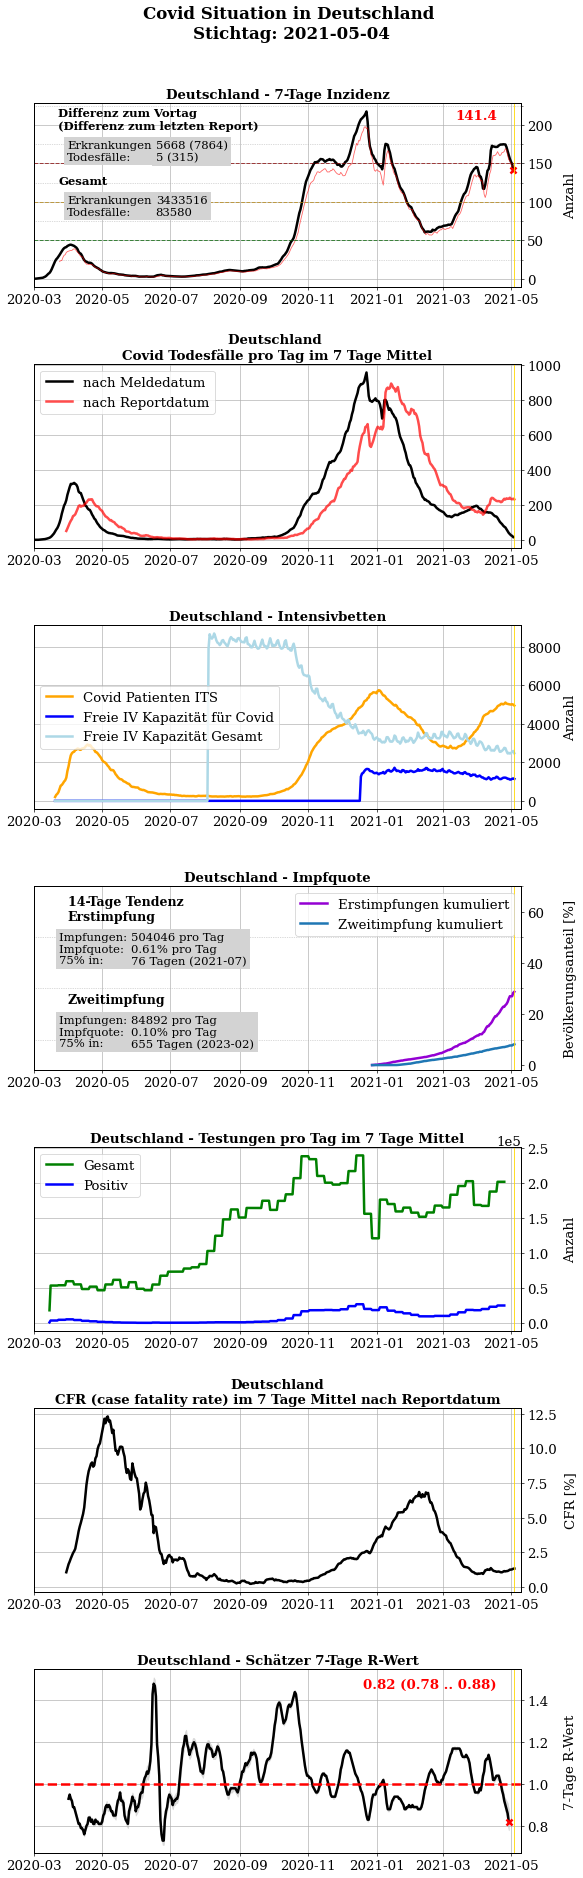 Covid Situation in Deutschland
Stichtag: 2021-05-04
Deutschland - 7-Tage Inzidenz
Differenz zum Vortag
(Differenz zum letzten Report)
141.4
Erkrankungen 5668 (7864)
Todesfälle: 5 (315)
Gesamt
Erkrankungen 3433516
Todesfälle: 83580
200
150
100
50
0
Anzahl
2020-03 2020-05 2020-07 2020-09 2020-11 2021-01 2021-03 2021-05
Deutschland
Covid Todesfälle pro Tag im 7 Tage Mittel
nach Meldedatum
nach Reportdatum
1000
800
600
400
200
0
2020-03 2020-05 2020-07 2020-09 2020-11 2021-01 2021-03 2021-05
Deutschland - Intensivbetten
Covid Patienten ITS
Freie IV Kapazität für Covid
Freie IV Kapazität Gesamt
8000
6000
4000
2000
0
Anzahl
2020-03 2020-05 2020-07 2020-09 2020-11 2021-01 2021-03 2021-05
Deutschland - Impfquote
14-Tage Tendenz
Erstimpfung
Impfungen: 504046 pro Tag
Impfquote: 0.61% pro Tag
75% in: 76 Tagen (2021-07)
Zweitimpfung
Impfungen: 84892 pro Tag
Impfquote: 0.10% pro Tag
75% in: 655 Tagen (2023-02)
Erstimpfungen kumuliert
Zweitimpfung kumuliert
60
40
20
0
Bevölkerungsanteil [%]
2020-03 2020-05 2020-07 2020-09 2020-11 2021-01 2021-03 2021-05
Deutschland - Testungen pro Tag im 7 Tage Mittel
1e5
Gesamt
Positiv
2.5
2.0
1.5
1.0
0.5
0.0
Anzahl
2020-03 2020-05 2020-07 2020-09 2020-11 2021-01 2021-03 2021-05
Deutschland
CFR (case fatality rate) im 7 Tage Mittel nach Reportdatum
12.5
10.0
7.5
5.0
2.5
0.0
CFR [%]
2020-03 2020-05 2020-07 2020-09 2020-11 2021-01 2021-03 2021-05
Deutschland - Schätzer 7-Tage R-Wert
0.82 (0.78 .. 0.88)
1.4
1.2
1.0
0.8
7-Tage R-Wert
2020-03 2020-05 2020-07 2020-09 2020-11 2021-01 2021-03 2021-05